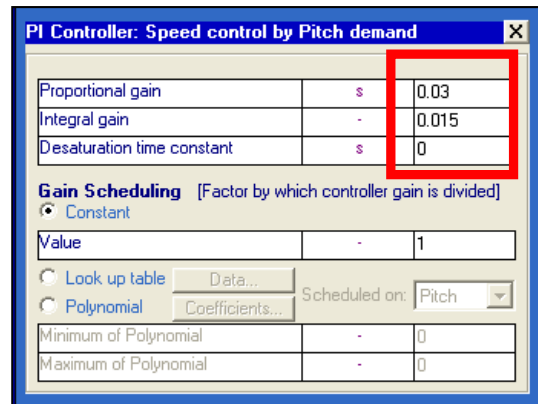 PI Controller: Speed control by Pitch demand X
Proportional gain s 0.03
Integral gain - 0.015
Desaturation time constant s 0
Gain Scheduling [Factor by which controller gain is divided]
Constant
Value - 1
Look up table Data...
Scheduled on: Pitch
Polynomial Coefficients...
Minimum of Polynomial - 0
Maximum of Polynomial - 0